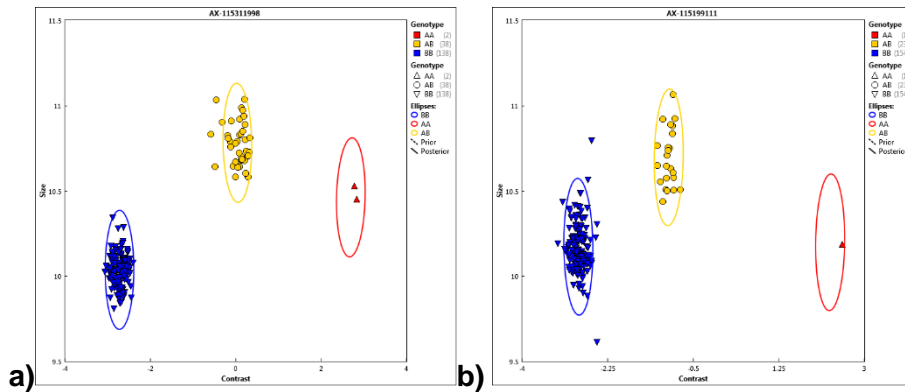 AX-115311998
11.5
11
10.5
10
9.5
Size
-4
-2
0
2
4
Contrast
Genotype
AA (2)
AB (38)
BB (138)
Genotype
AA (2)
AB (38)
BB (138)
Ellipses:
BB
AA
AB
Prior
Posterior
a)
AX-115199111
11.5
11
10.5
10
9.5
Size
-4
-2.25
-0.5
1.25
3
Contrast
Genotype
AA
AB
BB
Genotype
AA
AB
BB
Ellipses:
BB
AA
AB
Prior
Posterior
b)